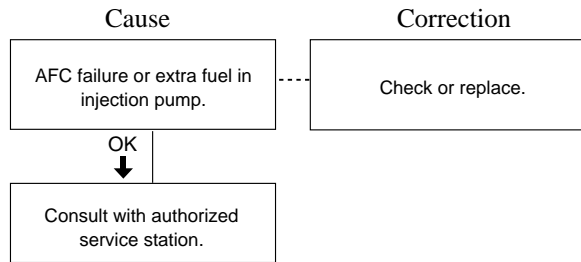 Cause
Correction
AFC failure or extra fuel in
injection pump.
Check or replace.
OK
Consult with authorized
service station.